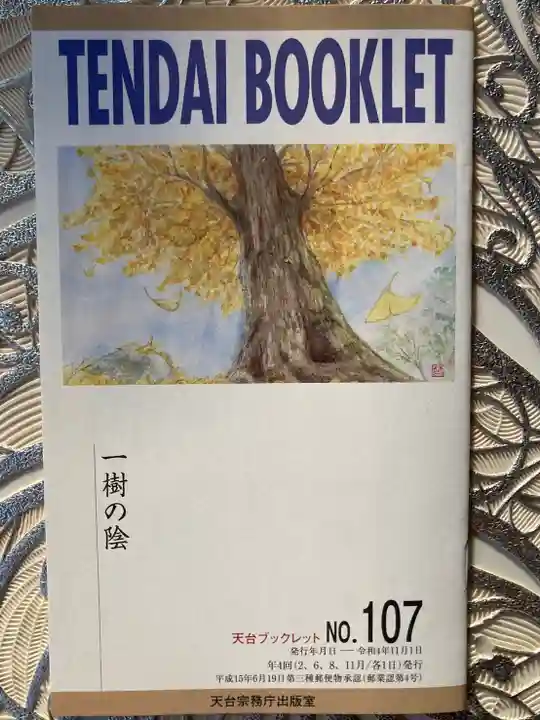 TENDAI BOOKLET
一樹の陰
天台ブックレット NO.107
発行年月日 ― 令和4年11月1日
年4回(2、6、8、11月/各1日)発行
平成15年6月19日第三種郵便物承認(郵業認第4号)
天台宗務庁出版室